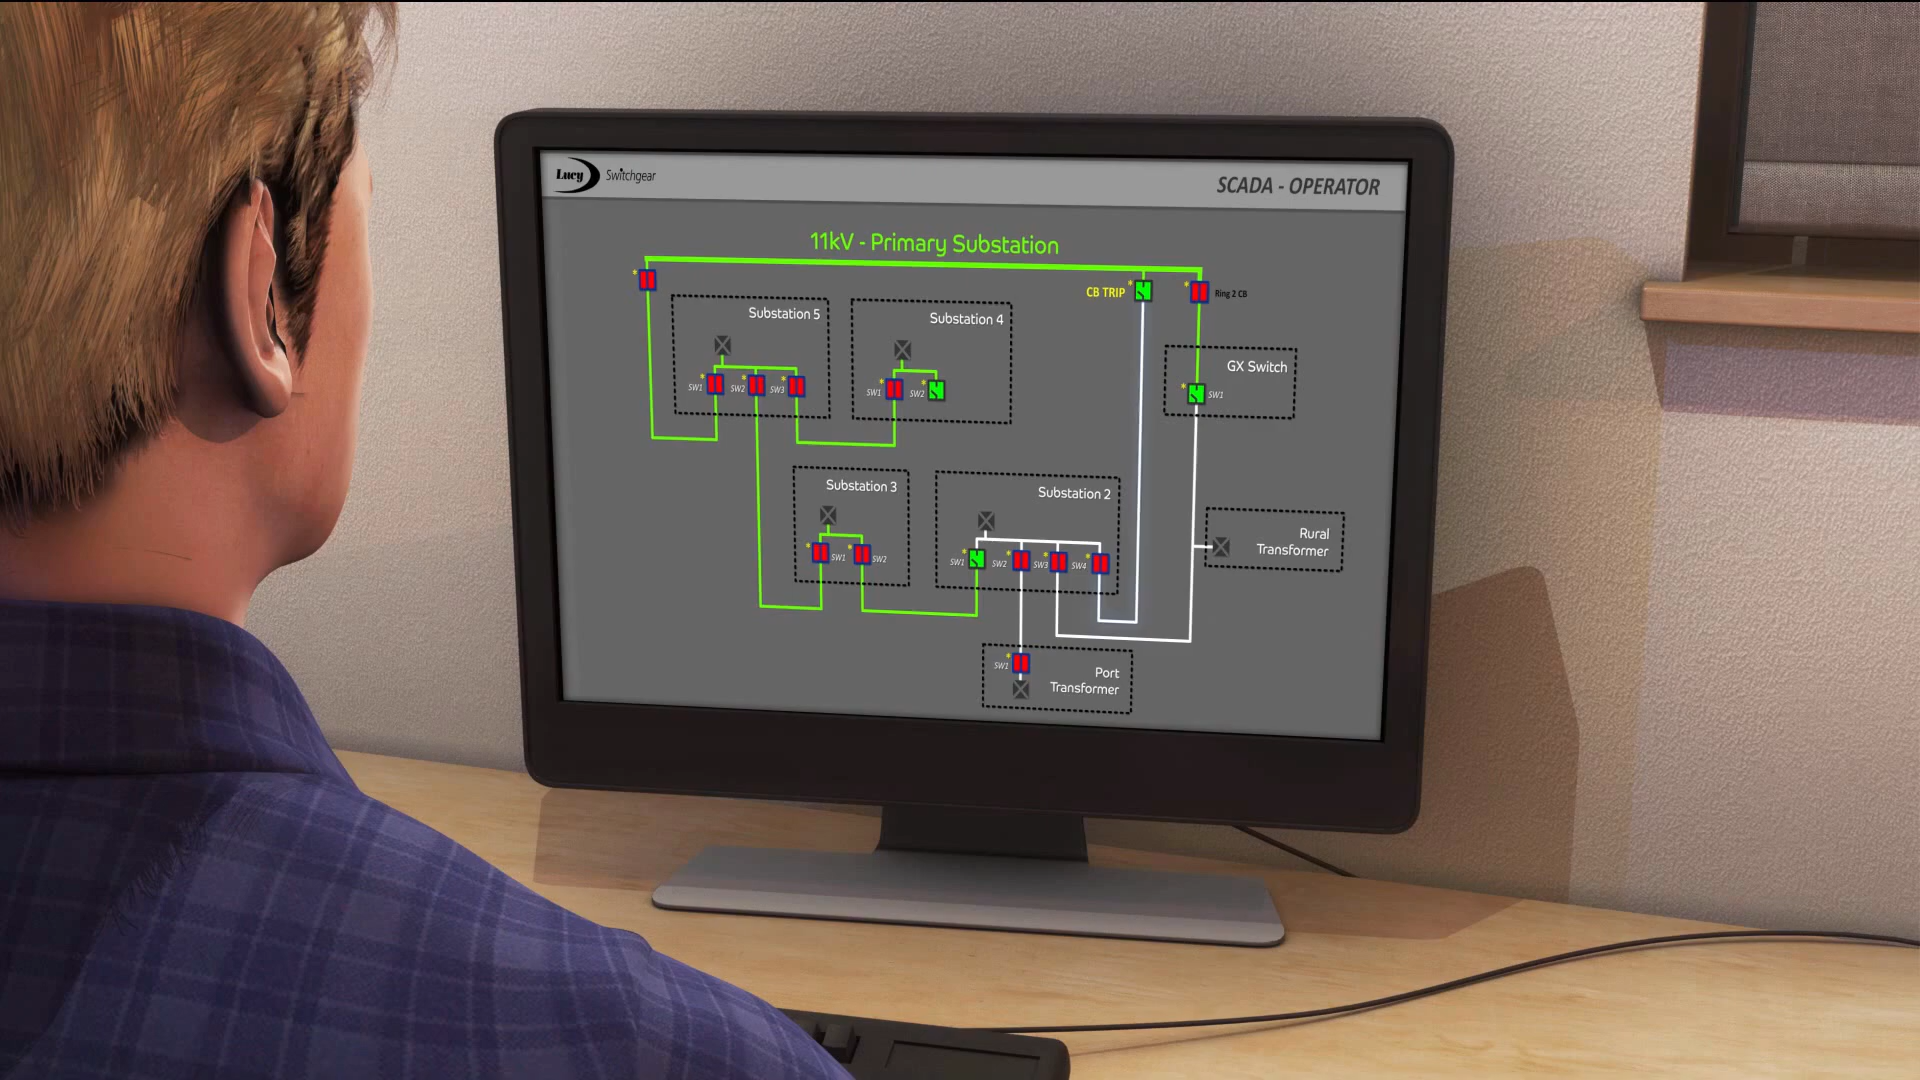 Lucy Switchgear
SCADA - OPERATOR
11kV - Primary Substation
CB TRIP
Ring 2 CB
Substation 5
Substation 4
GX Switch
SW1
SW2
SW3
SW1
SW2
SW1
Substation 3
Substation 2
Rural
Transformer
SW1
SW2
SW1
SW2
SW3
SW4
SW1
Port
Transformer